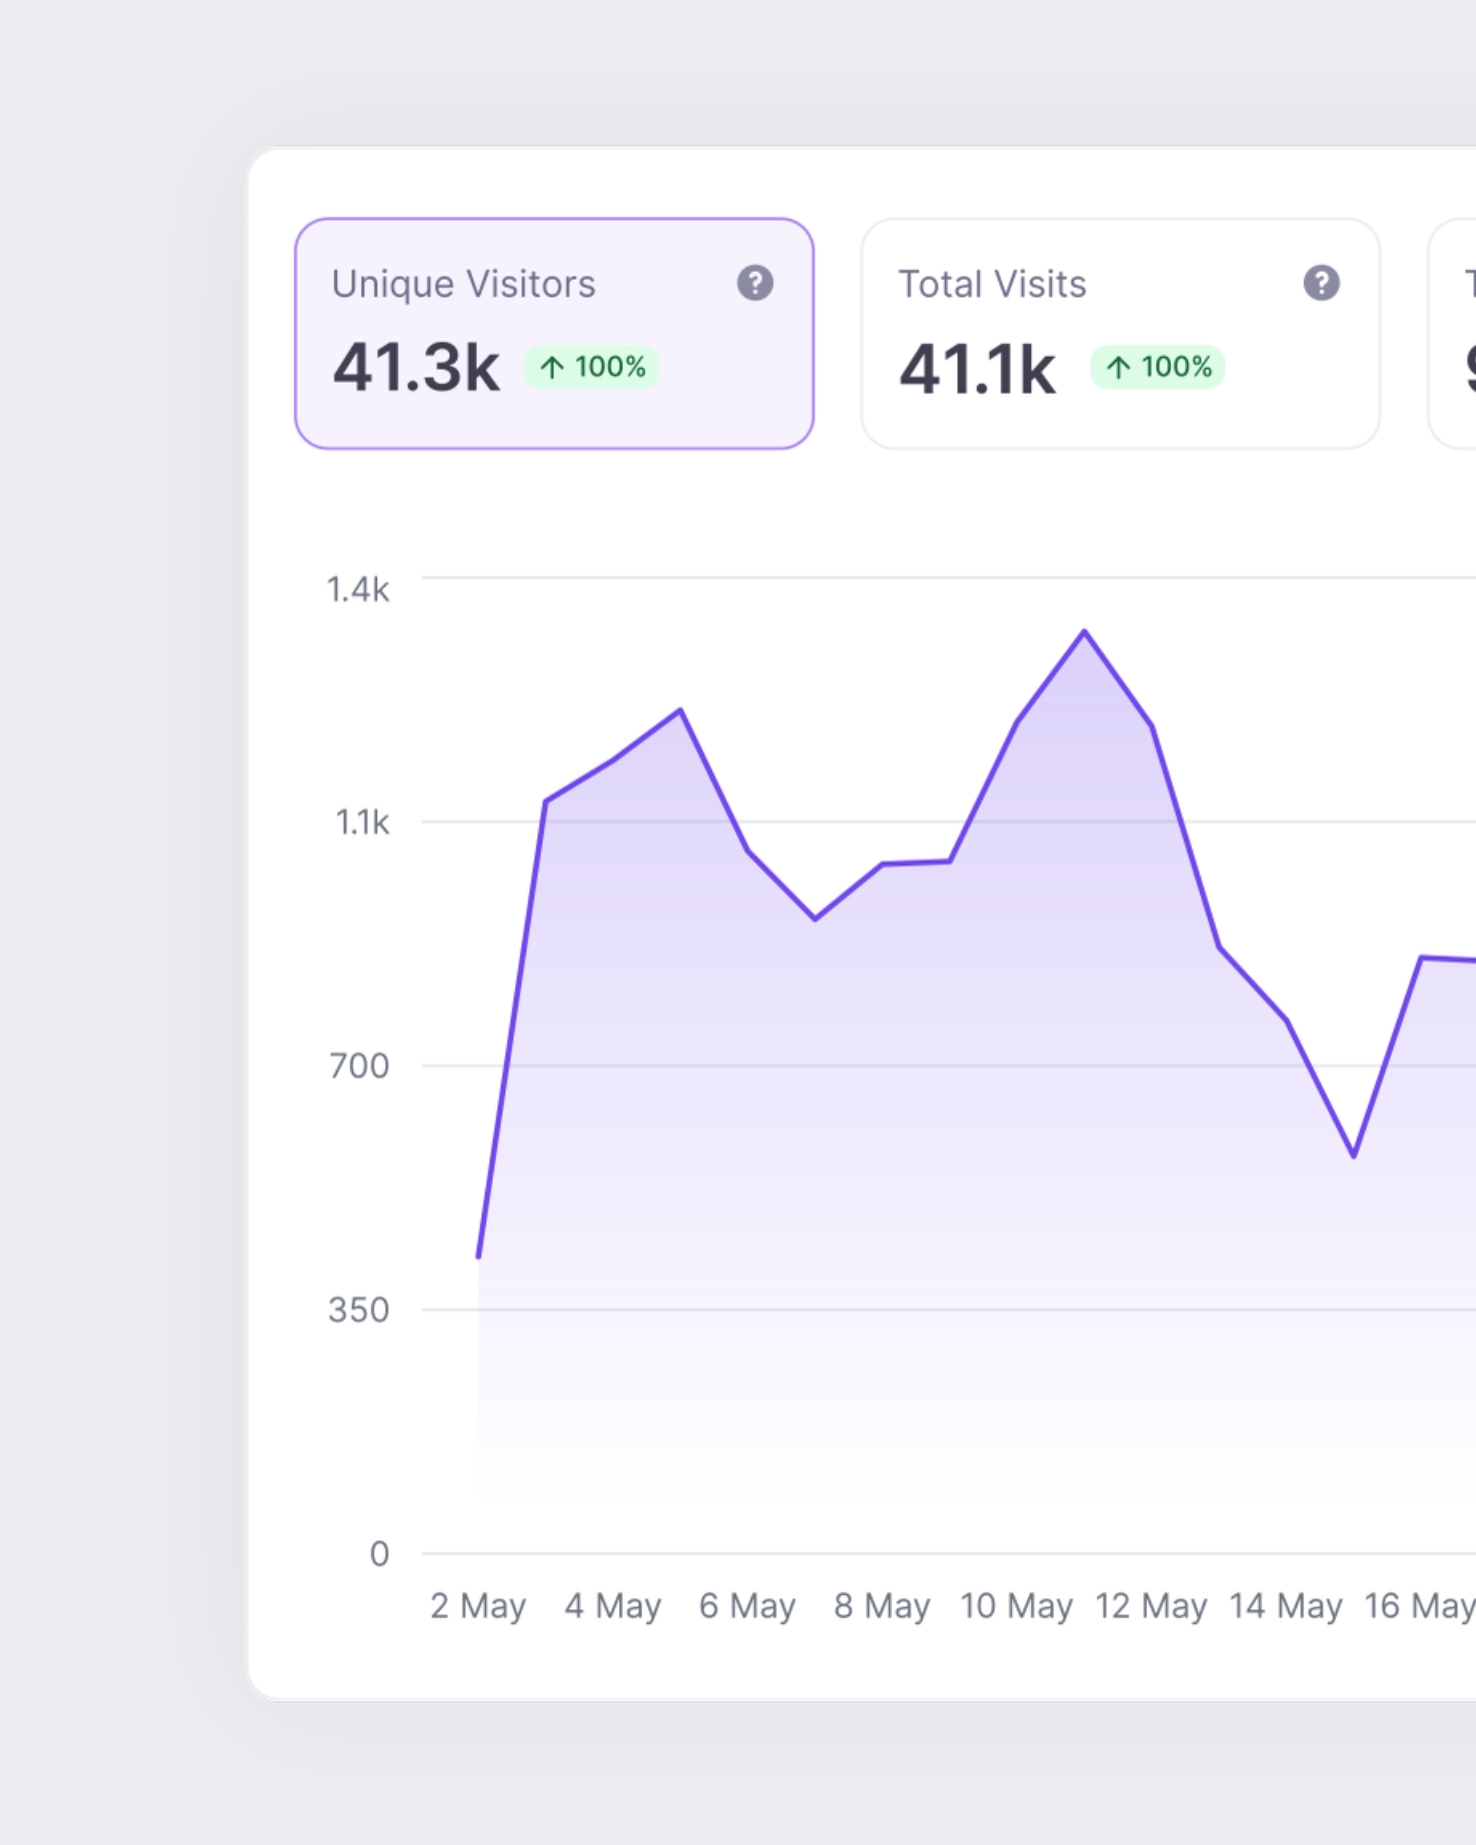 Unique Visitors ?
41.3k ↑ 100%
Total Visits ?
41.1k ↑ 100%
1.4k
1.1k
700
350
0
2 May 4 May 6 May 8 May 10 May 12 May 14 May 16 May